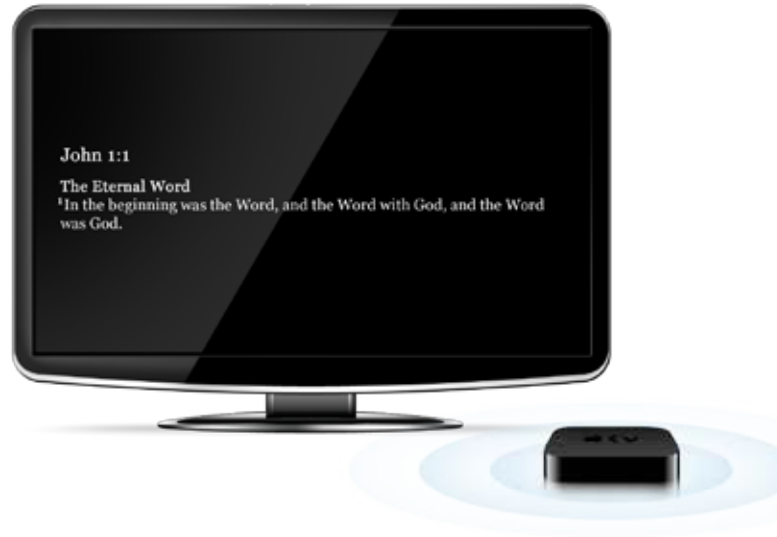 John 1:1
The Eternal Word
¹In the beginning was the Word, and the Word with God, and the Word
was God.